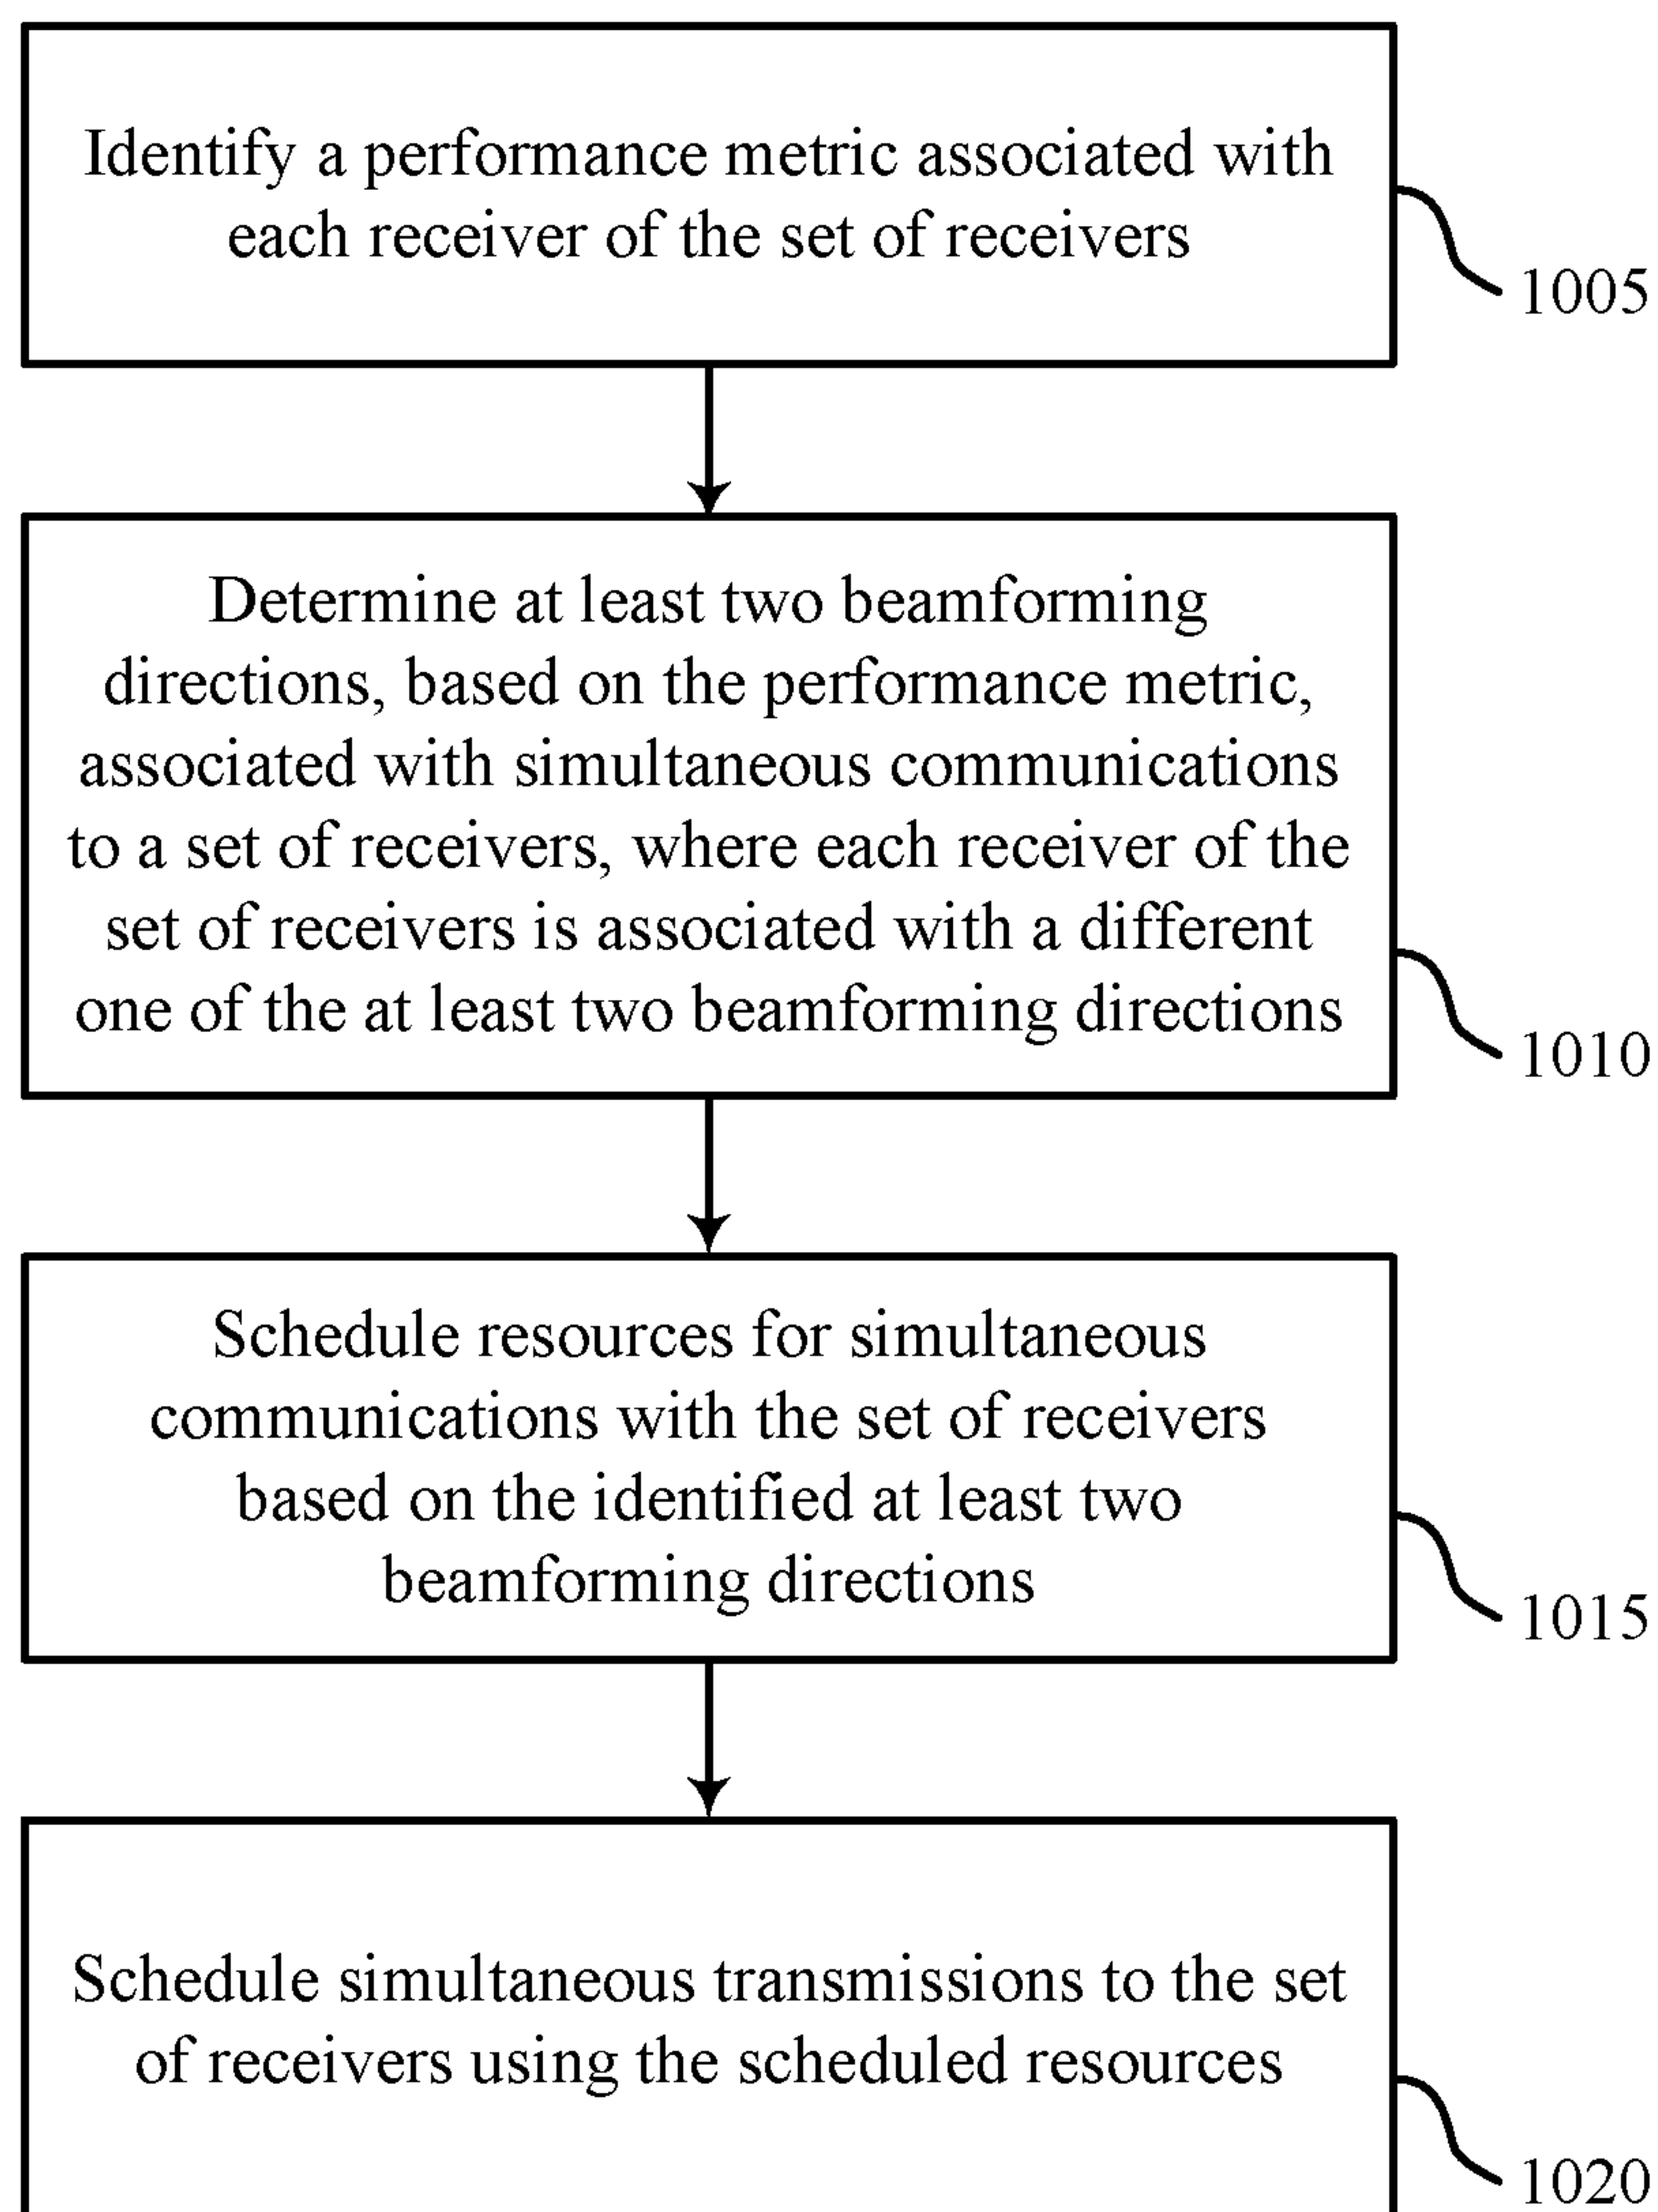 Identify a performance metric associated with
each receiver of the set of receivers
1005
Determine at least two beamforming
directions, based on the performance metric,
associated with simultaneous communications
to a set of receivers, where each receiver of the
set of receivers is associated with a different
one of the at least two beamforming directions
1010
Schedule resources for simultaneous
communications with the set of receivers
based on the identified at least two
beamforming directions
1015
Schedule simultaneous transmissions to the set
of receivers using the scheduled resources
1020